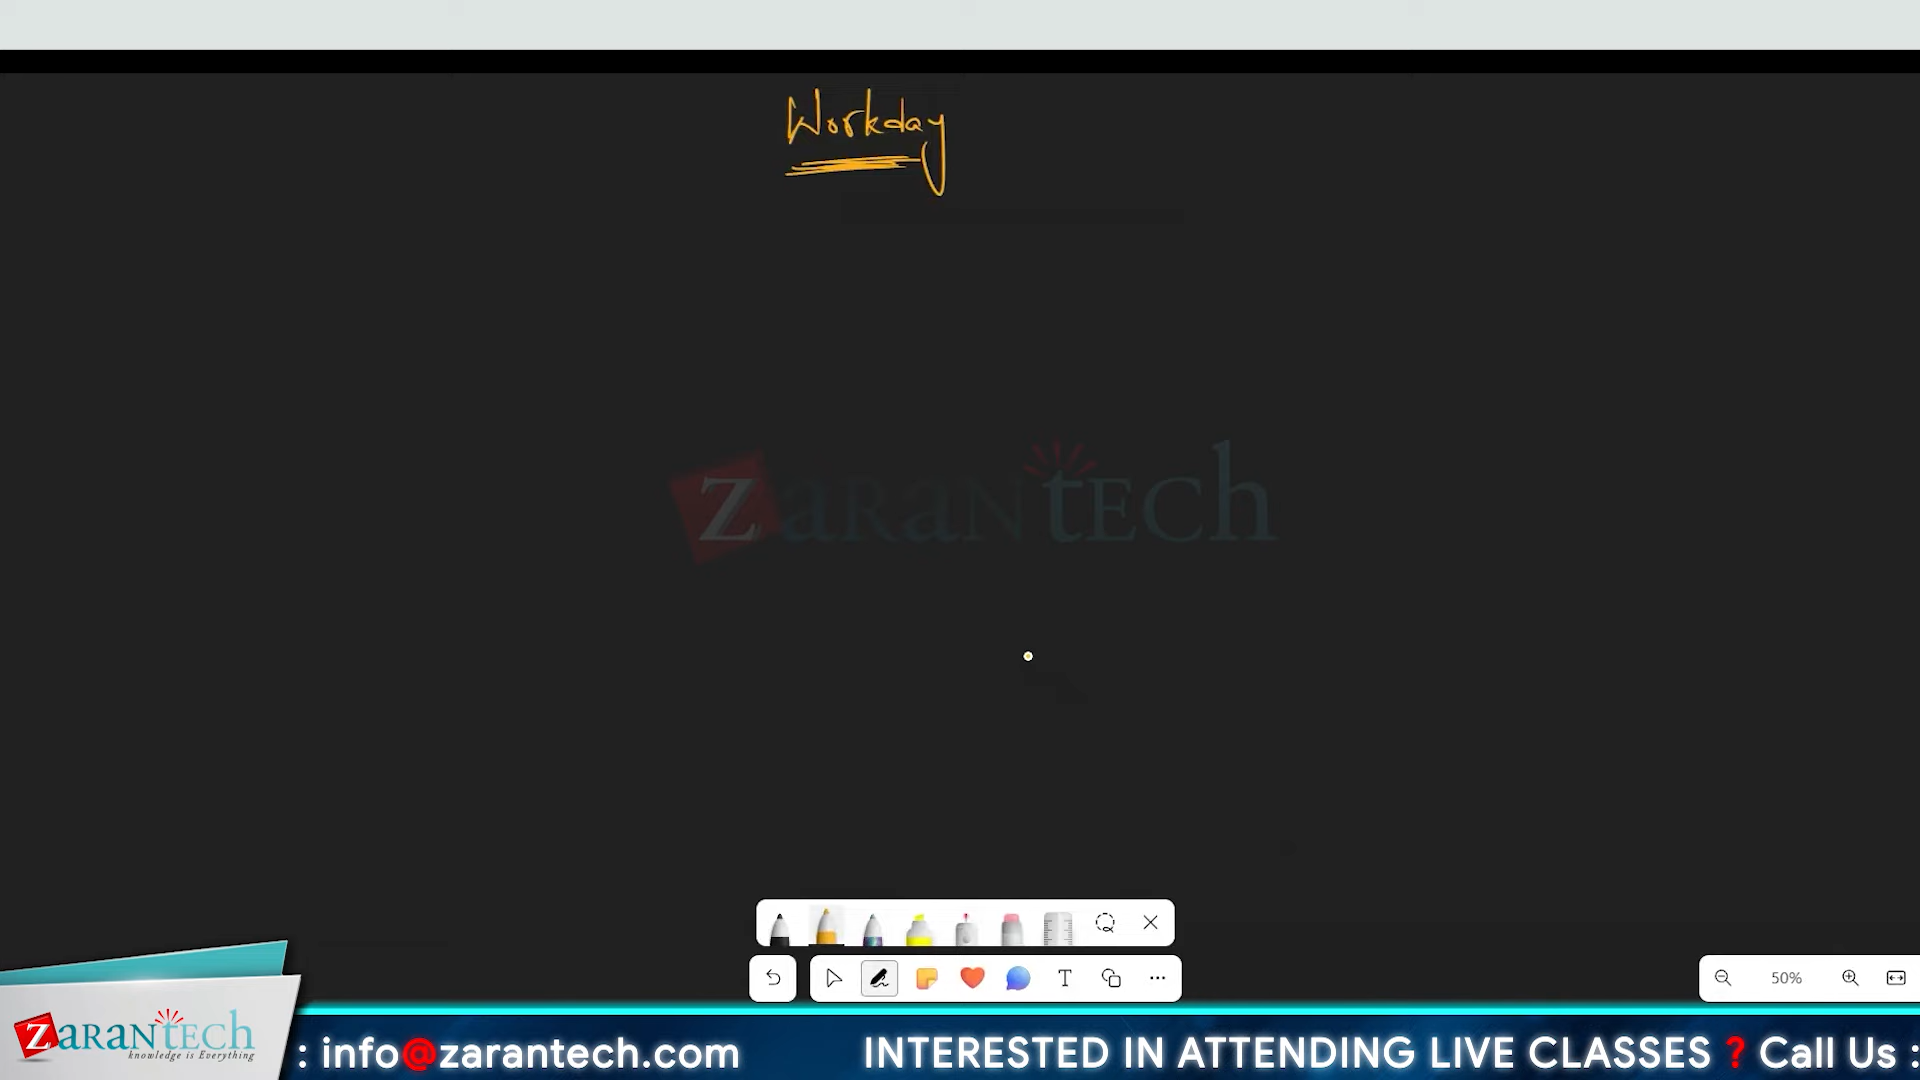 Workday
ZaranTech
50%
ZaranTech
knowledge is Everything
: info@zarantech.com INTERESTED IN ATTENDING LIVE CLASSES ? Call Us :